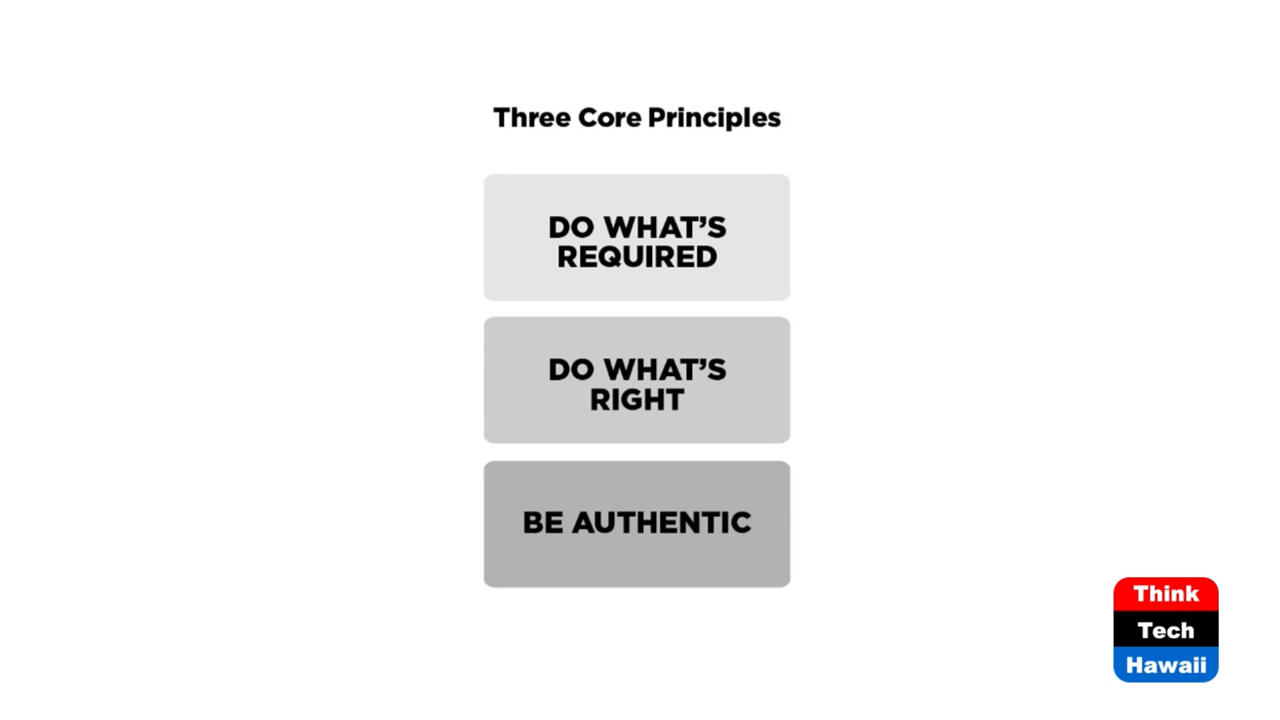 Three Core Principles
DO WHAT’S
REQUIRED
DO WHAT’S
RIGHT
BE AUTHENTIC
Think
Tech
Hawaii